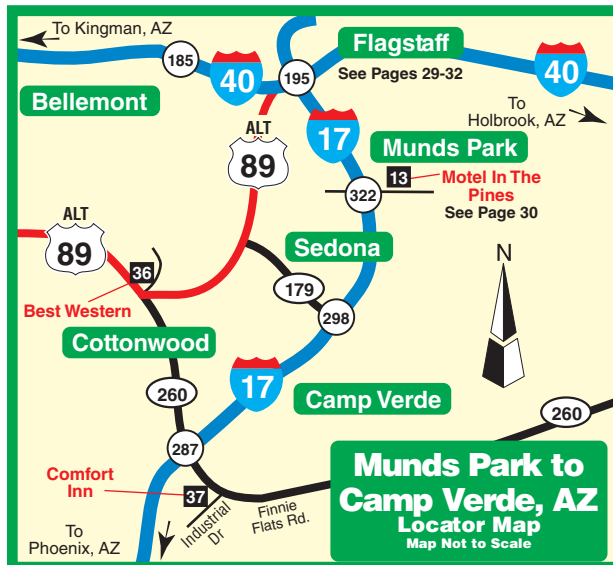 To Kingman, AZ
185
40
195
Flagstaff
See Pages 29-32
40
Bellemont
To
Holbrook, AZ
ALT
89
17
Munds Park
13
Motel In The
Pines
See Page 30
322
ALT
89
36
Sedona
N
179
Best Western
298
Cottonwood
260
17
Camp Verde
260
287
Comfort
Inn
37
Industrial
Dr
Finnie
Flats Rd.
To
Phoenix, AZ
Munds Park to
Camp Verde, AZ
Locator Map
Map Not to Scale